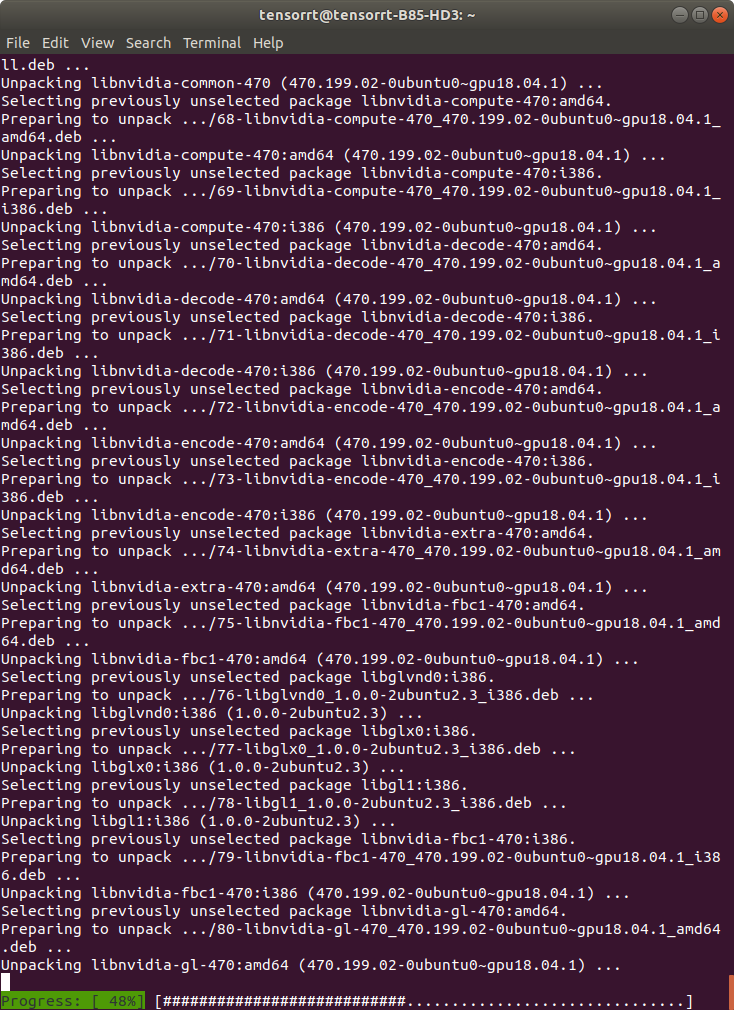 tensorrt@tensorrt-B85-HD3: ~
File Edit View Search Terminal Help
ll.deb ...
Unpacking libnvidia-common-470 (470.199.02-0ubuntu0~gpu18.04.1) ...
Selecting previously unselected package libnvidia-compute-470:amd64.
Preparing to unpack .../68-libnvidia-compute-470_470.199.02-0ubuntu0~gpu18.04.1_
amd64.deb ...
Unpacking libnvidia-compute-470:amd64 (470.199.02-0ubuntu0~gpu18.04.1) ...
Selecting previously unselected package libnvidia-compute-470:i386.
Preparing to unpack .../69-libnvidia-compute-470_470.199.02-0ubuntu0~gpu18.04.1_
i386.deb ...
Unpacking libnvidia-compute-470:i386 (470.199.02-0ubuntu0~gpu18.04.1) ...
Selecting previously unselected package libnvidia-decode-470:amd64.
Preparing to unpack .../70-libnvidia-decode-470_470.199.02-0ubuntu0~gpu18.04.1_a
md64.deb ...
Unpacking libnvidia-decode-470:amd64 (470.199.02-0ubuntu0~gpu18.04.1) ...
Selecting previously unselected package libnvidia-decode-470:i386.
Preparing to unpack .../71-libnvidia-decode-470_470.199.02-0ubuntu0~gpu18.04.1_i
386.deb ...
Unpacking libnvidia-decode-470:i386 (470.199.02-0ubuntu0~gpu18.04.1) ...
Selecting previously unselected package libnvidia-encode-470:amd64.
Preparing to unpack .../72-libnvidia-encode-470_470.199.02-0ubuntu0~gpu18.04.1_a
md64.deb ...
Unpacking libnvidia-encode-470:amd64 (470.199.02-0ubuntu0~gpu18.04.1) ...
Selecting previously unselected package libnvidia-encode-470:i386.
Preparing to unpack .../73-libnvidia-encode-470_470.199.02-0ubuntu0~gpu18.04.1_i
386.deb ...
Unpacking libnvidia-encode-470:i386 (470.199.02-0ubuntu0~gpu18.04.1) ...
Selecting previously unselected package libnvidia-extra-470:amd64.
Preparing to unpack .../74-libnvidia-extra-470_470.199.02-0ubuntu0~gpu18.04.1_am
d64.deb ...
Unpacking libnvidia-extra-470:amd64 (470.199.02-0ubuntu0~gpu18.04.1) ...
Selecting previously unselected package libnvidia-fbc1-470:amd64.
Preparing to unpack .../75-libnvidia-fbc1-470_470.199.02-0ubuntu0~gpu18.04.1_amd
64.deb ...
Unpacking libnvidia-fbc1-470:amd64 (470.199.02-0ubuntu0~gpu18.04.1) ...
Selecting previously unselected package libglvnd0:i386.
Preparing to unpack .../76-libglvnd0_1.0.0-2ubuntu2.3_i386.deb ...
Unpacking libglvnd0:i386 (1.0.0-2ubuntu2.3) ...
Selecting previously unselected package libglx0:i386.
Preparing to unpack .../77-libglx0_1.0.0-2ubuntu2.3_i386.deb ...
Unpacking libglx0:i386 (1.0.0-2ubuntu2.3) ...
Selecting previously unselected package libgl1:i386.
Preparing to unpack .../78-libgl1_1.0.0-2ubuntu2.3_i386.deb ...
Unpacking libgl1:i386 (1.0.0-2ubuntu2.3) ...
Selecting previously unselected package libnvidia-fbc1-470:i386.
Preparing to unpack .../79-libnvidia-fbc1-470_470.199.02-0ubuntu0~gpu18.04.1_i38
6.deb ...
Unpacking libnvidia-fbc1-470:i386 (470.199.02-0ubuntu0~gpu18.04.1) ...
Selecting previously unselected package libnvidia-gl-470:amd64.
Preparing to unpack .../80-libnvidia-gl-470_470.199.02-0ubuntu0~gpu18.04.1_amd64
.deb ...
Unpacking libnvidia-gl-470:amd64 (470.199.02-0ubuntu0~gpu18.04.1) ...
Progress: [ 48%] [###########################...............................]